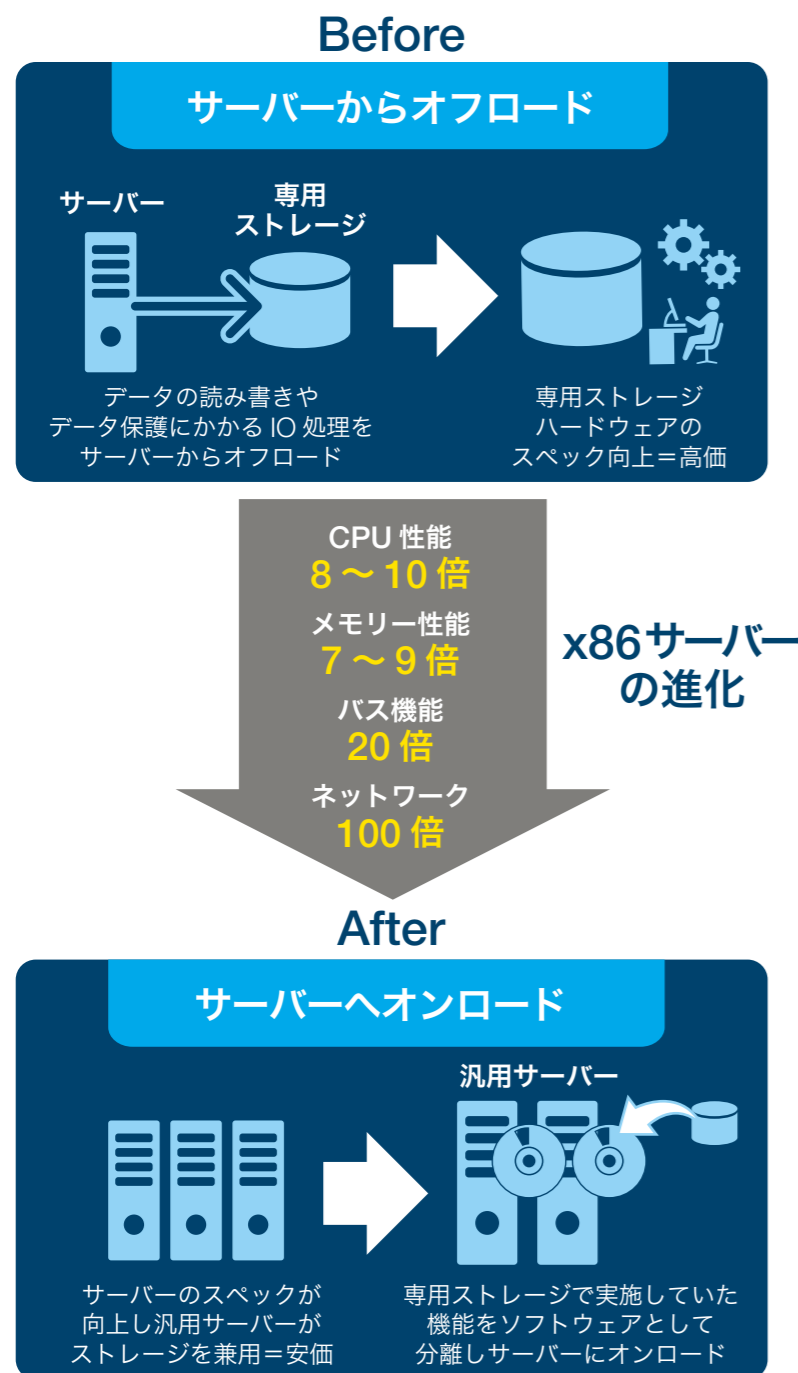 Before
サーバーからオフロード
サーバー
専用
ストレージ
データの読み書きや
データ保護にかかる IO 処理を
サーバーからオフロード
専用ストレージ
ハードウェアの
スペック向上＝高価
CPU 性能
8 〜 10 倍
メモリー性能
7 〜 9 倍
バス機能
20 倍
ネットワーク
100 倍
x86サーバー
の進化
After
サーバーへオンロード
汎用サーバー
サーバーのスペックが
向上し汎用サーバーが
ストレージを兼用＝安価
専用ストレージで実施していた
機能をソフトウェアとして
分離しサーバーにオンロード